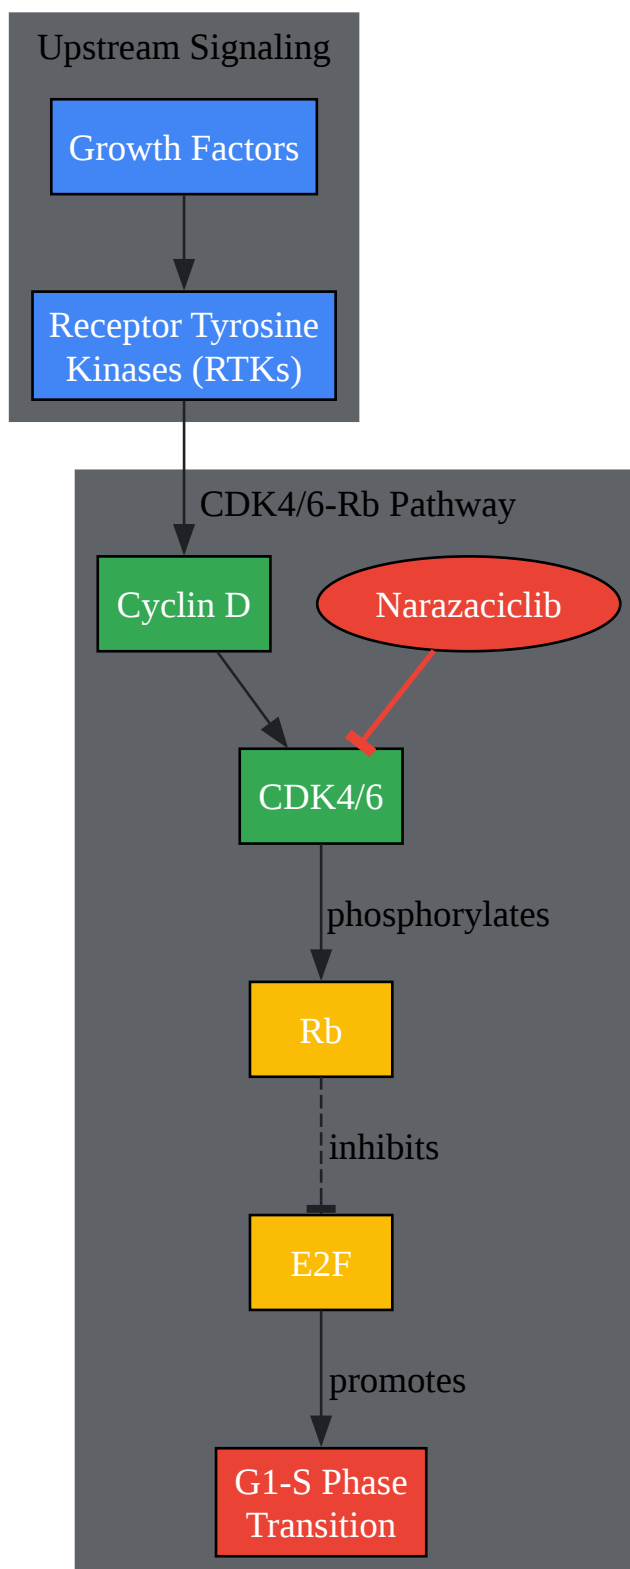 Upstream Signaling
Growth Factors
Receptor Tyrosine
Kinases (RTKs)
CDK4/6-Rb Pathway
Cyclin D
Narazaciclib
CDK4/6
phosphorylates
Rb
inhibits
E2F
promotes
G1-S Phase
Transition